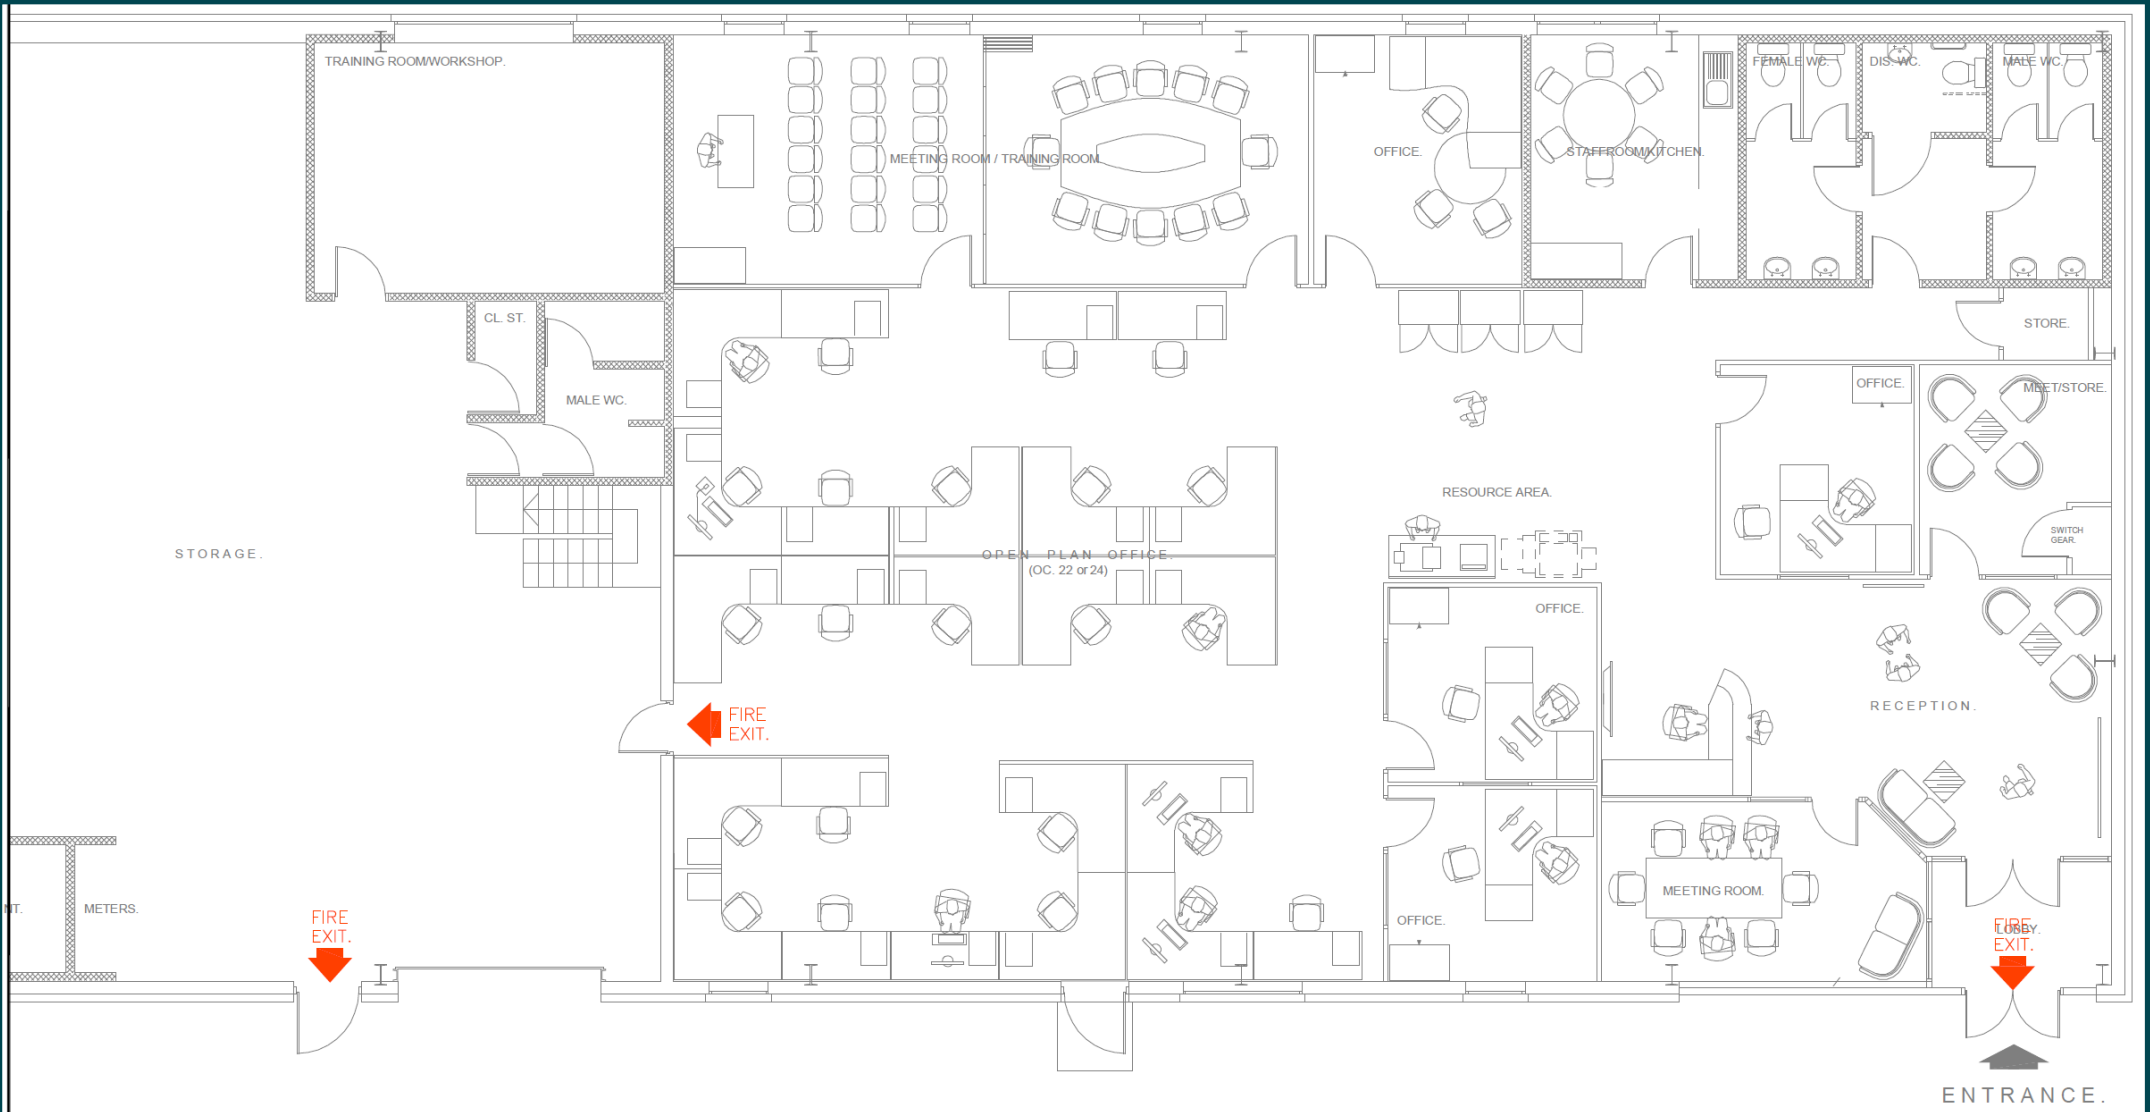 TRAINING ROOM/WORKSHOP.
FEMALE WC.
DIS. WC.
MALE WC.
MEETING ROOM / TRAINING ROOM.
OFFICE.
STAFFROOM/KITCHEN.
CL. ST.
STORE.
MALE WC.
OFFICE.
MEET/STORE.
RESOURCE AREA.
SWITCH
GEAR.
STORAGE.
OPEN PLAN OFFICE.
(OC. 22 or 24)
OFFICE.
RECEPTION.
FIRE
EXIT.
MEETING ROOM.
NT.
METERS.
FIRE
EXIT.
OFFICE.
FIRE
EXIT.
LOBBY.
ENTRANCE.